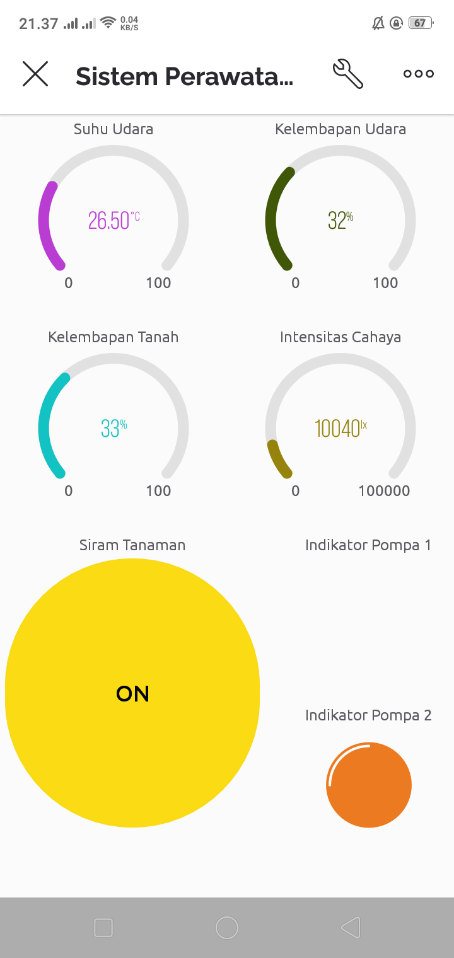 21.37 0.04 KB/S 67
Sistem Perawata...
Suhu Udara Kelembapan Udara
26.50°C 32%
0 100 0 100
Kelembapan Tanah Intensitas Cahaya
33% 10040lx
0 100 0 100000
Siram Tanaman Indikator Pompa 1
ON
Indikator Pompa 2